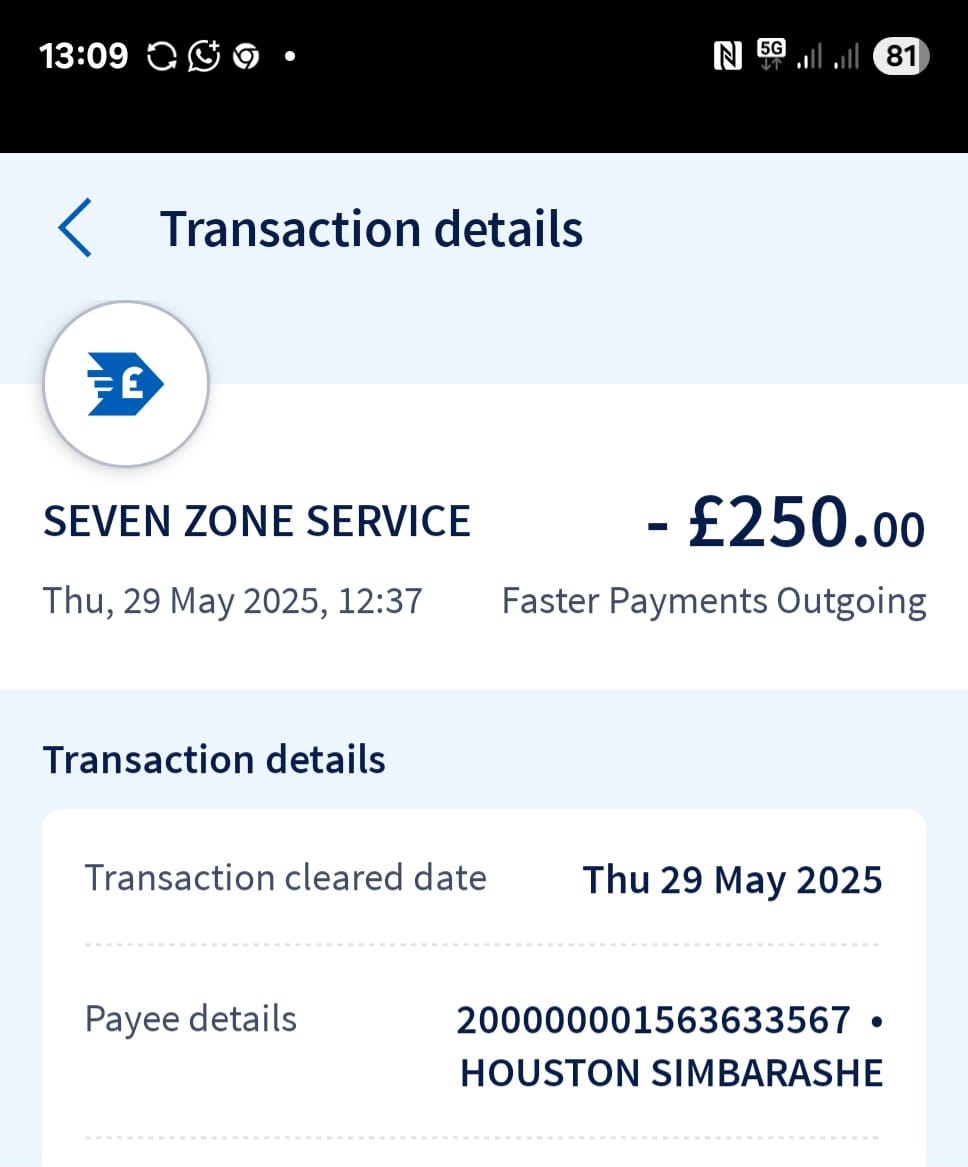 13:09 5G 81
Transaction details
£
SEVEN ZONE SERVICE - £250.00
Thu, 29 May 2025, 12:37 Faster Payments Outgoing
Transaction details
Transaction cleared date Thu 29 May 2025
Payee details 200000001563633567 •
HOUSTON SIMBARASHE